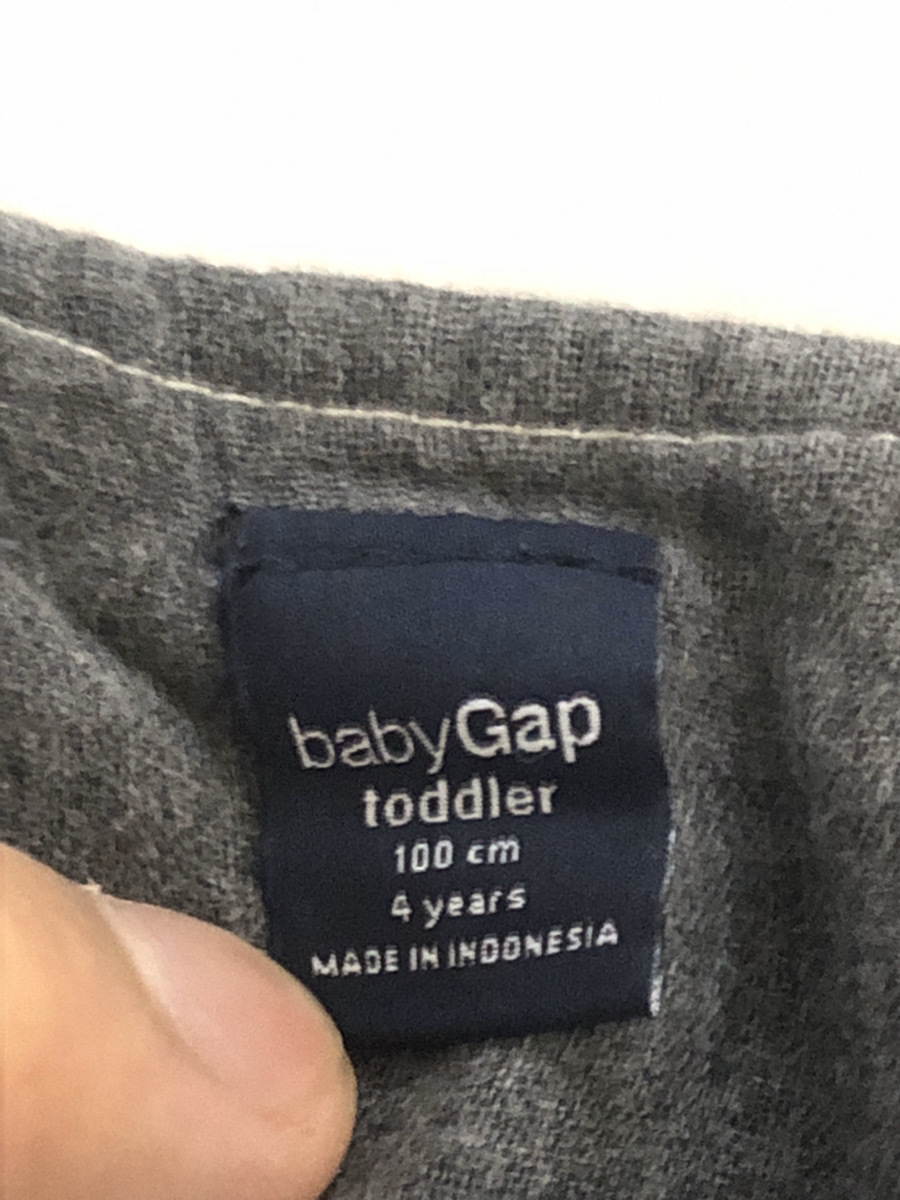 babyGap
toddler
100 cm
4 years
MADE IN INDONESIA